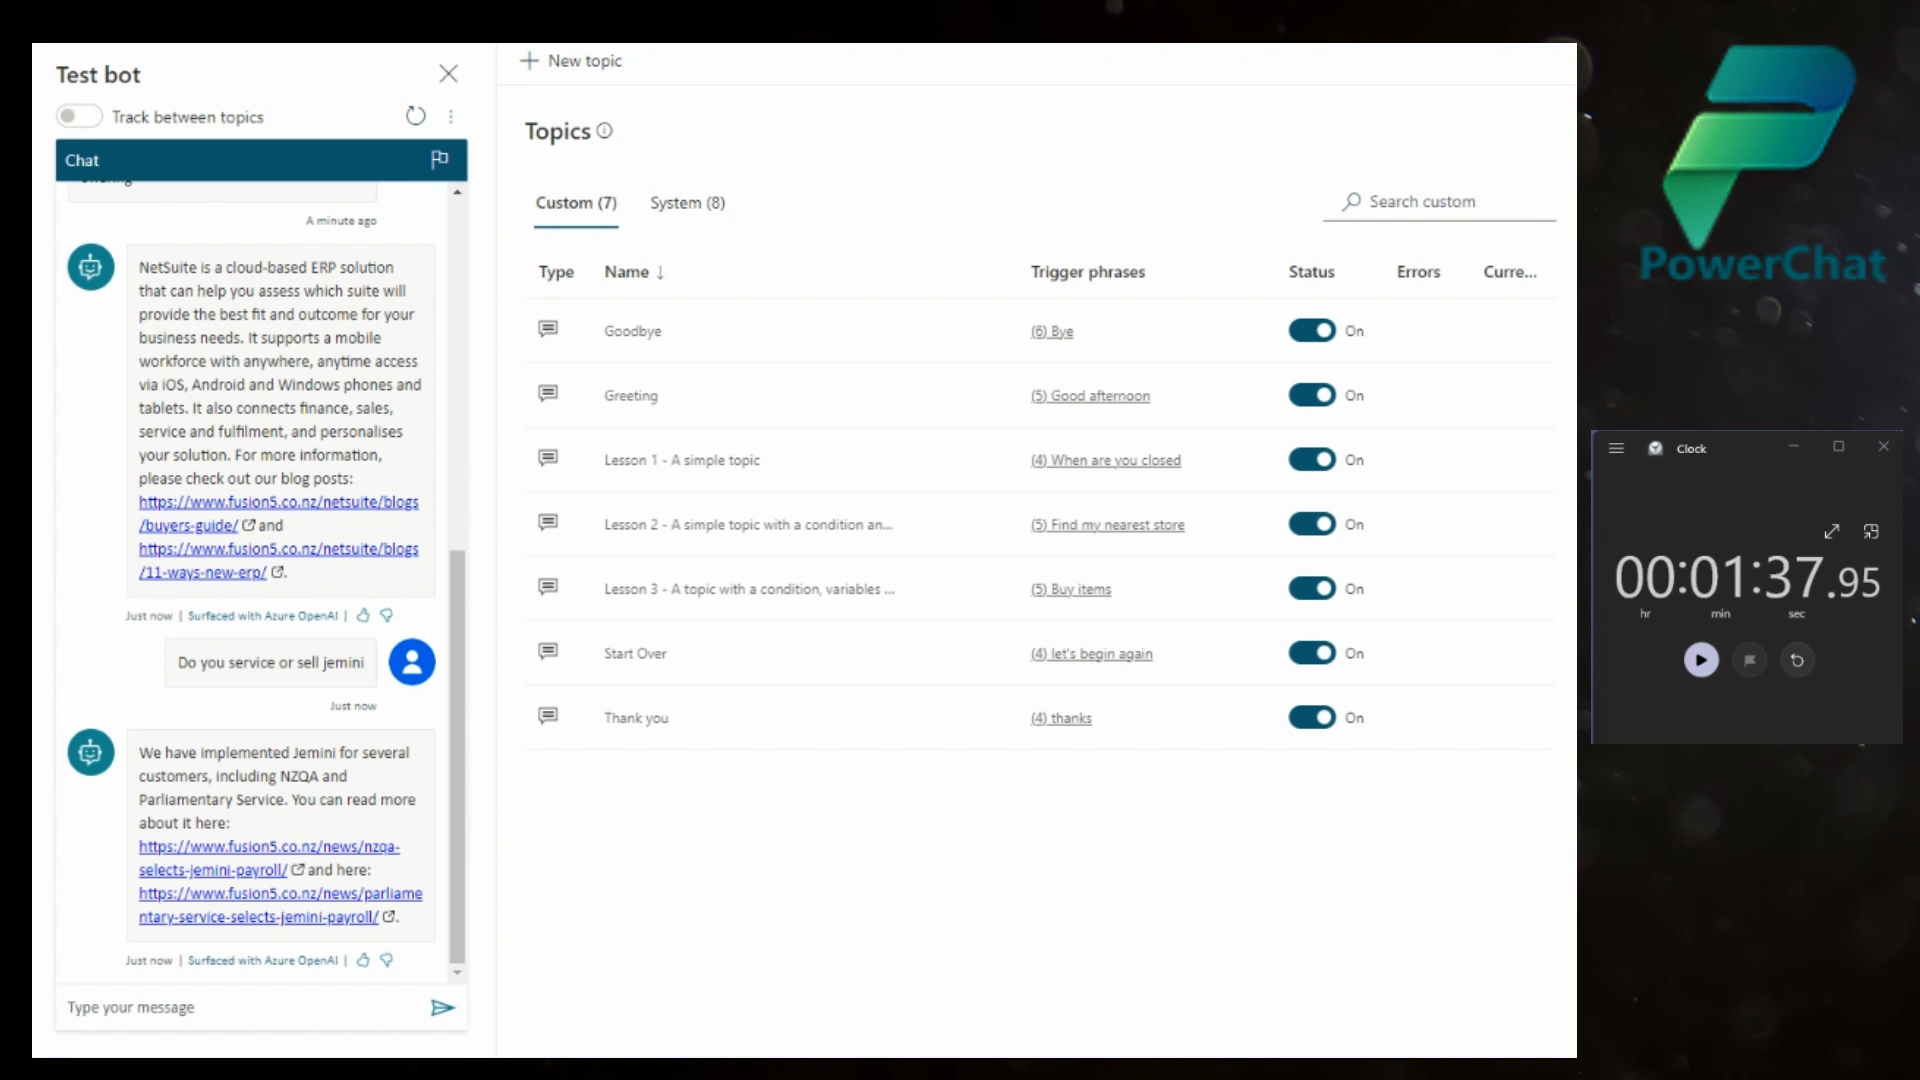 Test bot
Track between topics
Chat
A minute ago
NetSuite is a cloud-based ERP solution
that can help you assess which suite will
provide the best fit and outcome for your
business needs. It supports a mobile
workforce with anywhere, anytime access
via iOS, Android and Windows phones and
tablets. It also connects finance, sales,
service and fulfilment, and personalises
your solution. For more information,
please check out our blog posts:
https://www.fusion5.co.nz/netsuite/blogs
/buyers-guide/ and
https://www.fusion5.co.nz/netsuite/blogs
/11-ways-new-erp/ .
Just now | Surfaced with Azure OpenAI |
Do you service or sell jemini
Just now
We have implemented Jemini for several
customers, including NZQA and
Parliamentary Service. You can read more
about it here:
https://www.fusion5.co.nz/news/nzqa-
selects-jemini-payroll/ and here:
https://www.fusion5.co.nz/news/parliame
ntary-service-selects-jemini-payroll/ .
Just now | Surfaced with Azure OpenAI |
Type your message
New topic
Topics
Custom (7) System (8)
Search custom
Type Name Trigger phrases Status Errors Curre...
Goodbye (6) Bye On
Greeting (5) Good afternoon On
Lesson 1 - A simple topic (4) When are you closed On
Lesson 2 - A simple topic with a condition an... (5) Find my nearest store On
Lesson 3 - A topic with a condition, variables ... (5) Buy items On
Start Over (4) let's begin again On
Thank you (4) thanks On
PowerChat
Clock
00:01:37.95
hr min sec